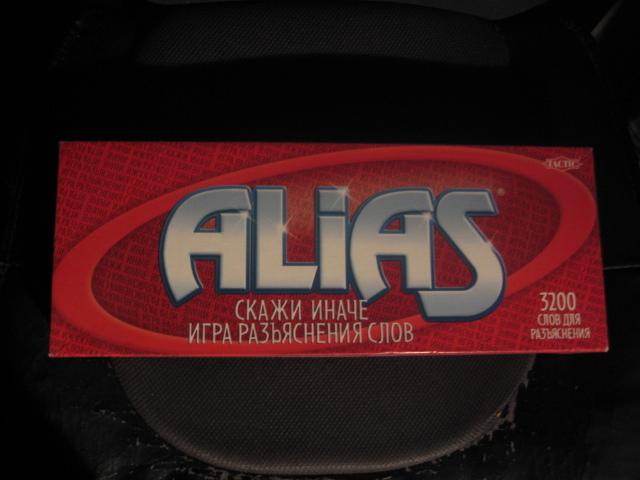 TACTIC
ALiAS®
СКАЖИ ИНАЧЕ
ИГРА РАЗЪЯСНЕНИЯ СЛОВ
3200
СЛОВ ДЛЯ
РАЗЪЯСНЕНИЯ